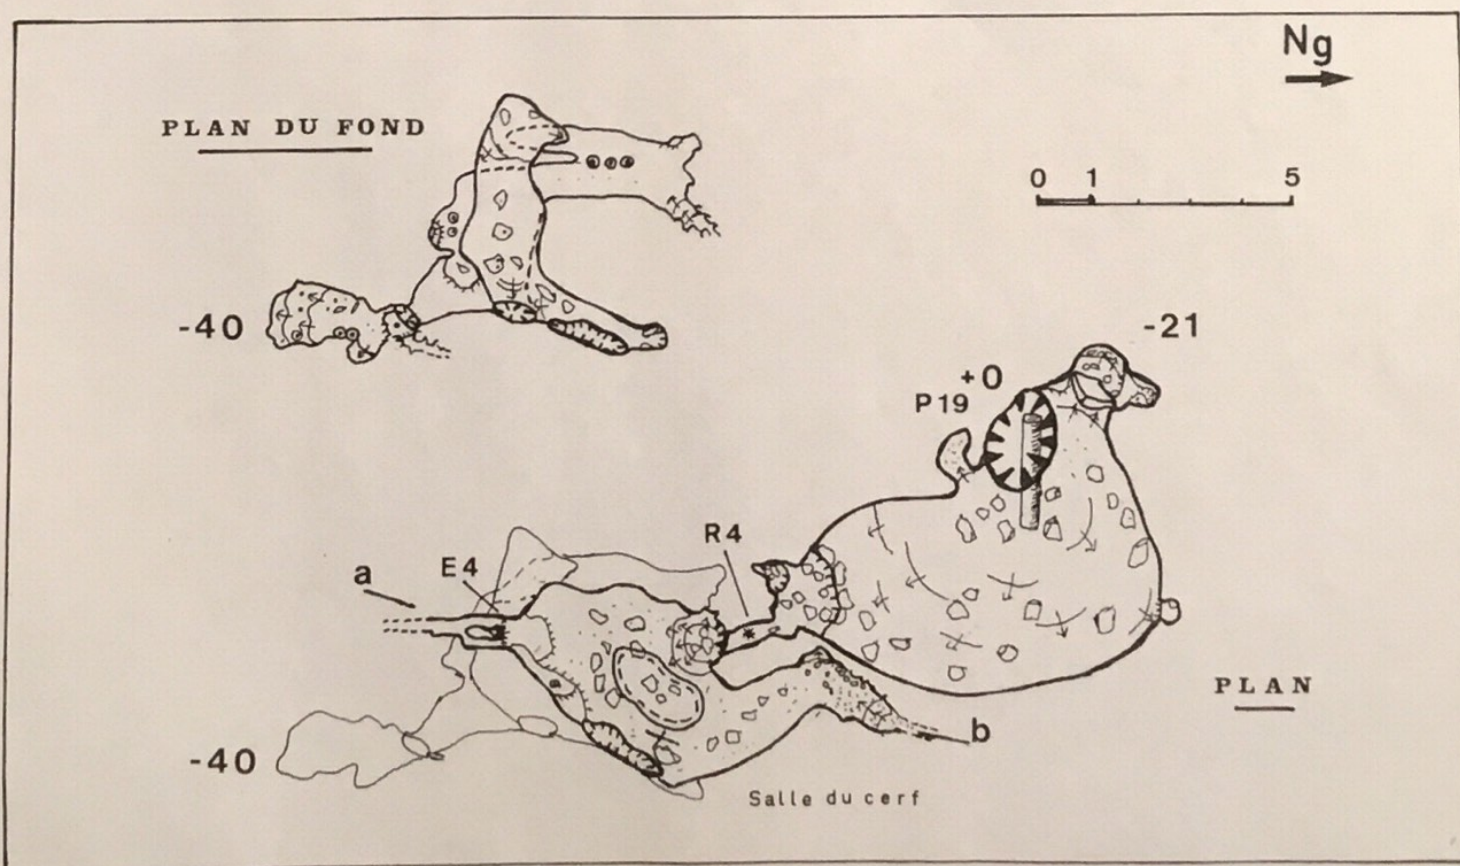 Ng
PLAN DU FOND
0 1 5
-40
-21
+0
P19
R4
a
E4
PLAN
b
-40
Salle du cerf